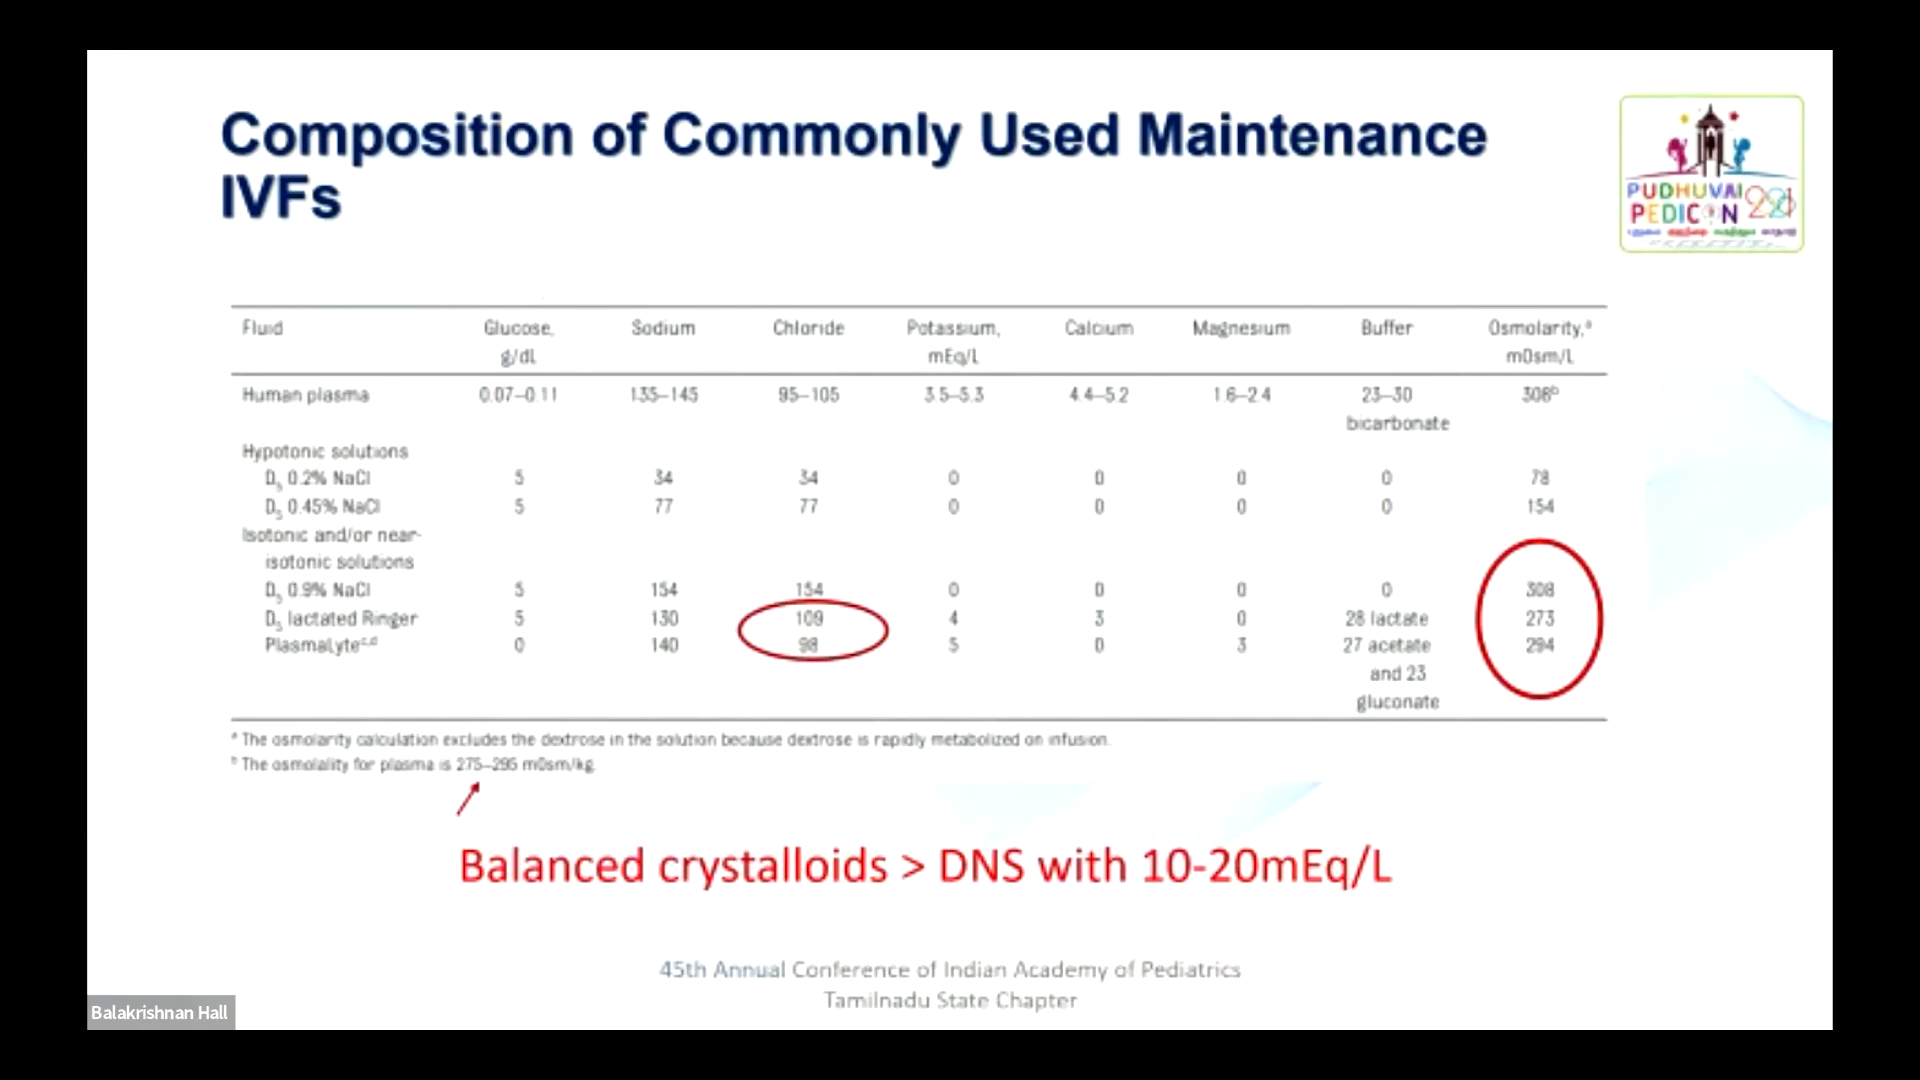 Composition of Commonly Used Maintenance
IVFs
PUDHUVAI
PEDICON
Fluid Glucose, Sodium Chloride Potassium, Calcium Magnesium Buffer Osmolarity,ᵃ
g/dl mEq/L mOsm/L
Human plasma 0.07–0.11 135–145 95–105 3.5–5.3 4.4–5.2 1.6–2.4 23–30 308ᵇ
bicarbonate
Hypotonic solutions
D₅ 0.2% NaCl 5 34 34 0 0 0 0 78
D₅ 0.45% NaCl 5 77 77 0 0 0 0 154
Isotonic and/or near-
isotonic solutions
D₅ 0.9% NaCl 5 154 154 0 0 0 0 308
D₅ lactated Ringer 5 130 109 4 3 0 28 lactate 273
PlasmaLyteᶜ,ᵈ 0 140 98 5 0 3 27 acetate 294
and 23
gluconate
ᵃ The osmolarity calculation excludes the dextrose in the solution because dextrose is rapidly metabolized on infusion.
ᵇ The osmolality for plasma is 275–295 mOsm/kg.
Balanced crystalloids > DNS with 10-20mEq/L
45th Annual Conference of Indian Academy of Pediatrics
Tamilnadu State Chapter
Balakrishnan Hall